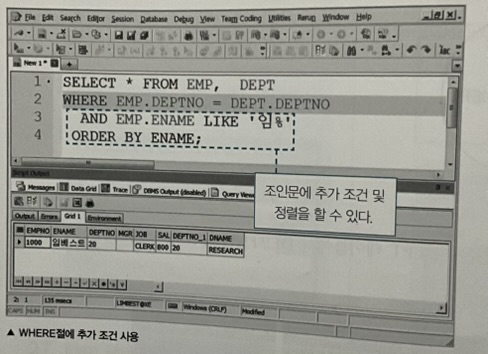 File Edit Search Editor Session Database Debug View Team Coding Utilities Rerun Window Help
New 1 *
1 SELECT * FROM EMP, DEPT
2 WHERE EMP.DEPTNO = DEPT.DEPTNO
3 AND EMP.ENAME LIKE '임%'
4 ORDER BY ENAME;
Script Output
Messages Data Grid Trace DBMS Output (disabled) Query View
조인문에 추가 조건 및
정렬을 할 수 있다.
Output Errors Grid 1 Environment
EMPNO ENAME DEPTNO MGR JOB SAL DEPTNO_1 DNAME
1000 임베스트 20 CLERK 800 20 RESEARCH
2: 1 135 msecs LIMBEST@XE Windows (CRLF) Modified
CAPS NUM INS
▲ WHERE절에 추가 조건 사용